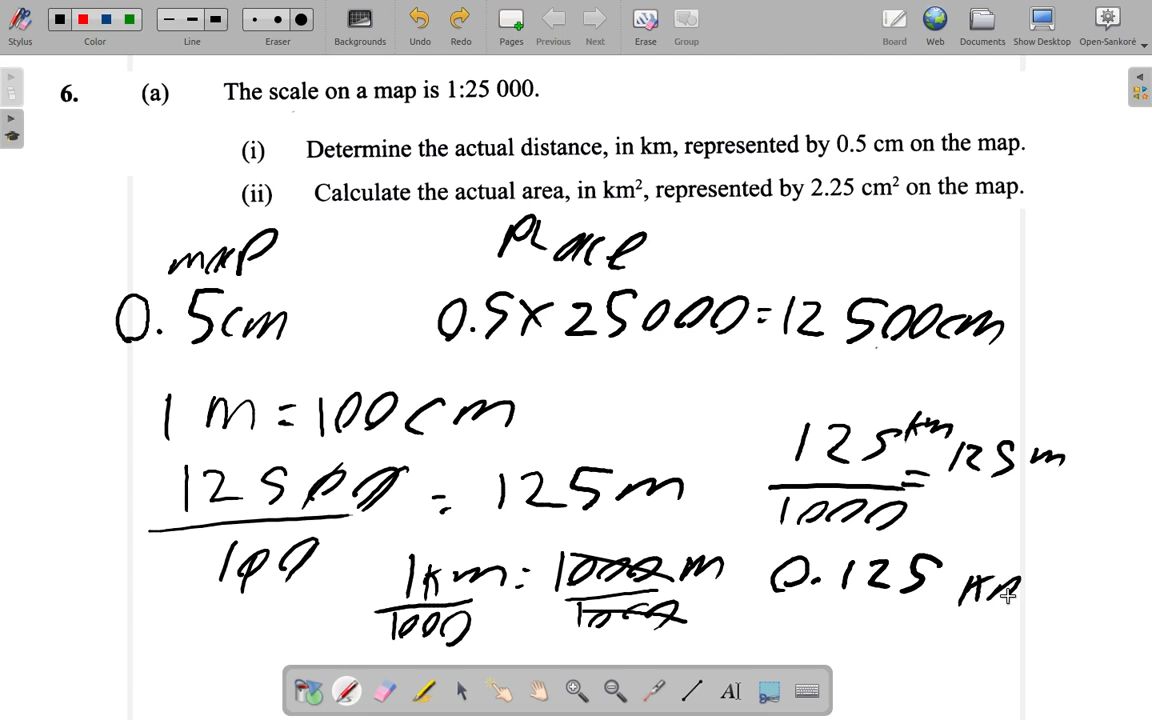 Stylus Color Line Eraser Backgrounds Undo Redo Pages Previous Next Erase Group Board Web Documents Show Desktop Open-Sankoré
6. (a) The scale on a map is 1:25 000.
(i) Determine the actual distance, in km, represented by 0.5 cm on the map.
(ii) Calculate the actual area, in km², represented by 2.25 cm² on the map.
map Place
0.5cm 0.5 x 25000 = 12 500cm
1 m = 100cm
12500 = 125m
100
125 km = 125 m
1000
1km = 1000m
1000 1000
0.125 km